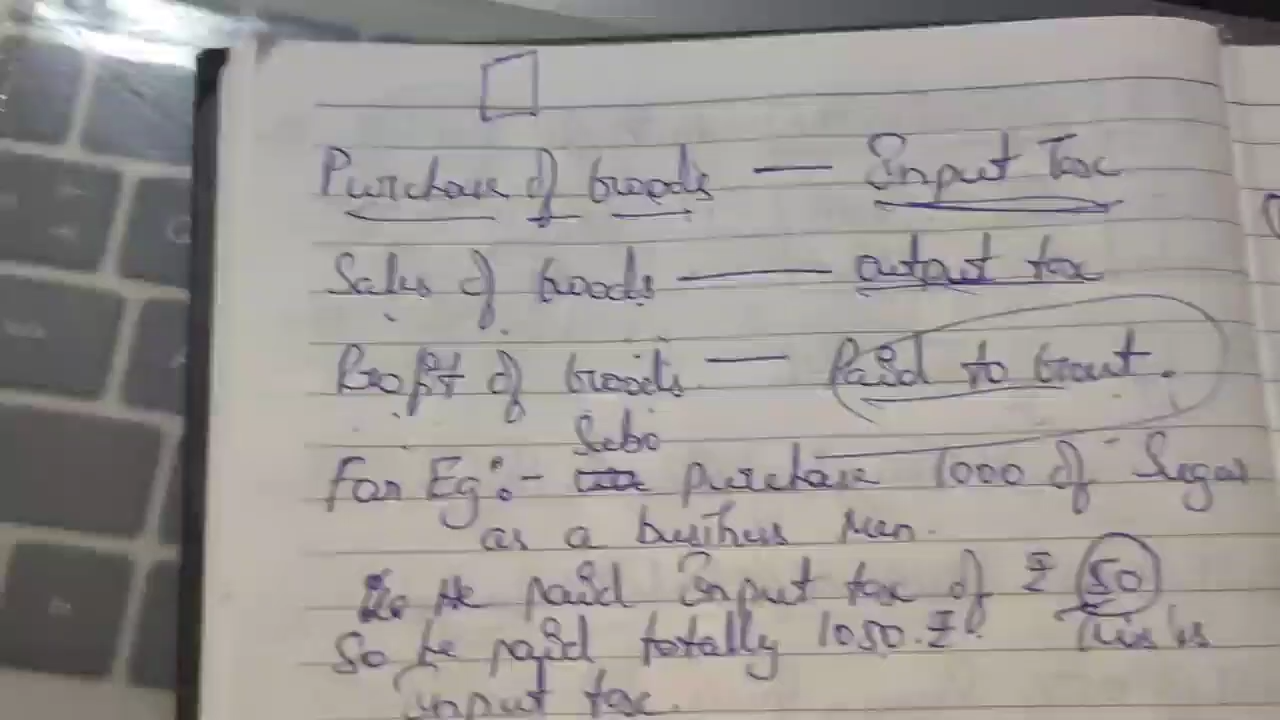 Purchase of Goods — Input Tax
Sales of Goods — output tax
Profit of Goods — Paid to Govt.
Sebo
For Eg:- purchase 1000 of Sugar
as a business man.
So He paid Input tax of ₹ 50
So he paid totally 1050.₹. This is
input tax.